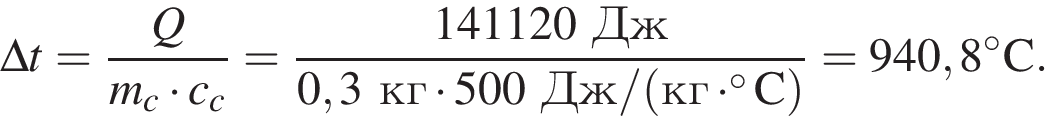 Δt = Q / (m_c · c_c) = 141120 Дж / (0,3 кг · 500 Дж/(кг ·°С)) = 940,8°С.